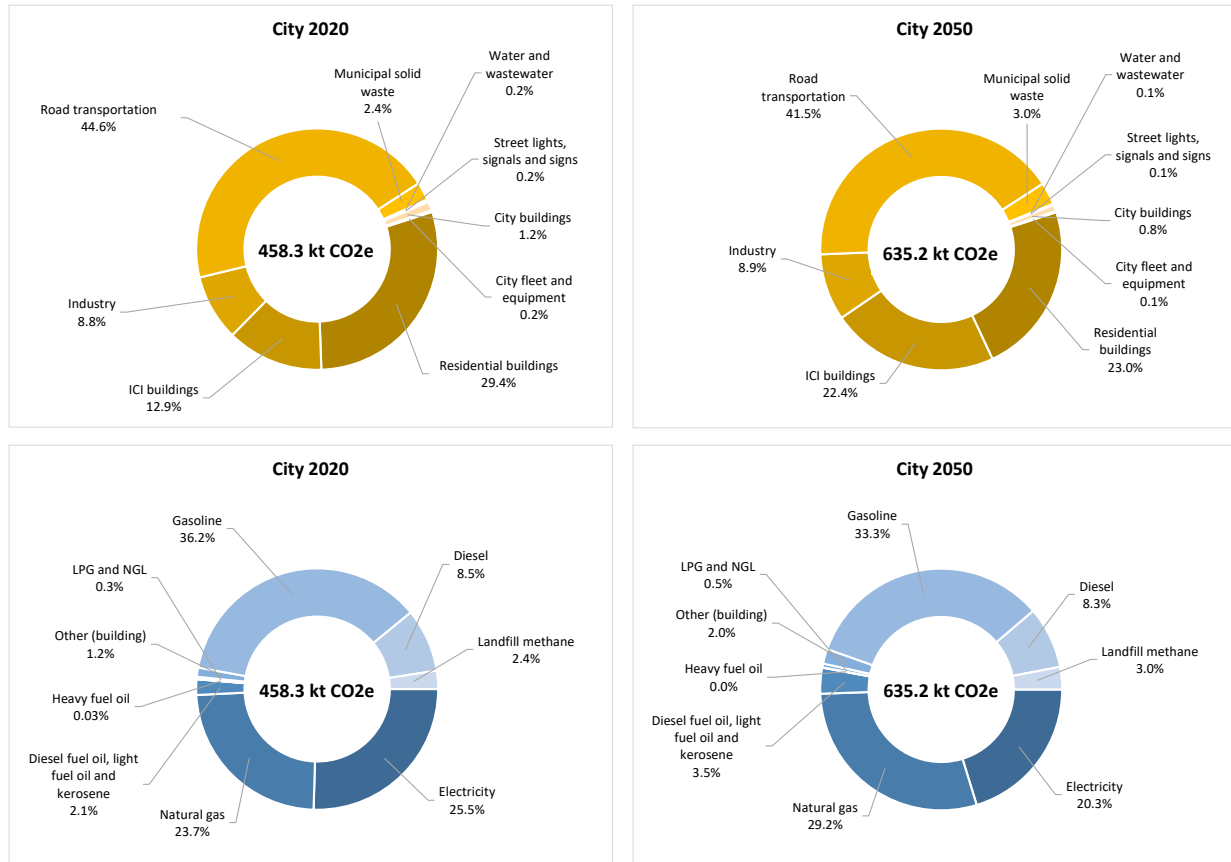 City 2020
Water and
wastewater
0.2%
Municipal solid
waste
2.4%
Road transportation
44.6%
Street lights,
signals and signs
0.2%
City buildings
1.2%
458.3 kt CO2e
City fleet and
equipment
0.2%
Industry
8.8%
Residential buildings
29.4%
ICI buildings
12.9%
City 2050
Water and
wastewater
0.1%
Road
transportation
41.5%
Municipal solid
waste
3.0%
Street lights,
signals and signs
0.1%
City buildings
0.8%
635.2 kt CO2e
Industry
8.9%
City fleet and
equipment
0.1%
Residential
buildings
23.0%
ICI buildings
22.4%
City 2020
Gasoline
36.2%
Diesel
8.5%
LPG and NGL
0.3%
Other (building)
1.2%
Landfill methane
2.4%
Heavy fuel oil
0.03%
458.3 kt CO2e
Diesel fuel oil, light
fuel oil and
kerosene
2.1%
Natural gas
23.7%
Electricity
25.5%
City 2050
Gasoline
33.3%
LPG and NGL
0.5%
Diesel
8.3%
Other (building)
2.0%
Landfill methane
3.0%
Heavy fuel oil
0.0%
635.2 kt CO2e
Diesel fuel oil, light
fuel oil and
kerosene
3.5%
Natural gas
29.2%
Electricity
20.3%